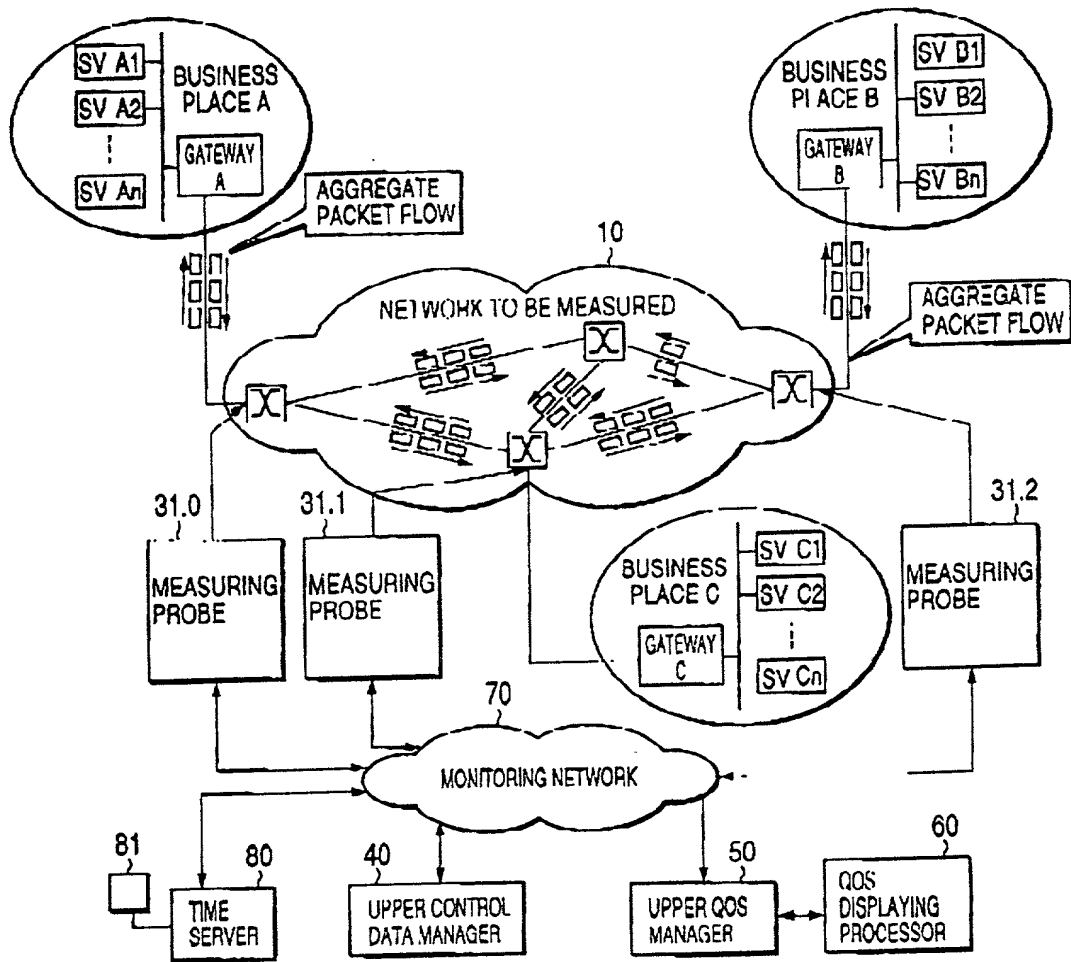 SV A1
SV A2
SV An
BUSINESS
PLACE A
GATEWAY
A
SV B1
SV B2
SV Bn
BUSINESS
PLACE B
GATEWAY
B
AGGREGATE
PACKET FLOW
10
NETWORK TO BE MEASURED
AGGREGATE
PACKET FLOW
31.0
MEASURING
PROBE
31.1
MEASURING
PROBE
BUSINESS
PLACE C
GATEWAY
C
SV C1
SV C2
SV Cn
31.2
MEASURING
PROBE
70
MONITORING NETWORK
81
80
TIME
SERVER
40
UPPER CONTROL
DATA MANAGER
50
UPPER QOS
MANAGER
60
QOS
DISPLAYING
PROCESSOR